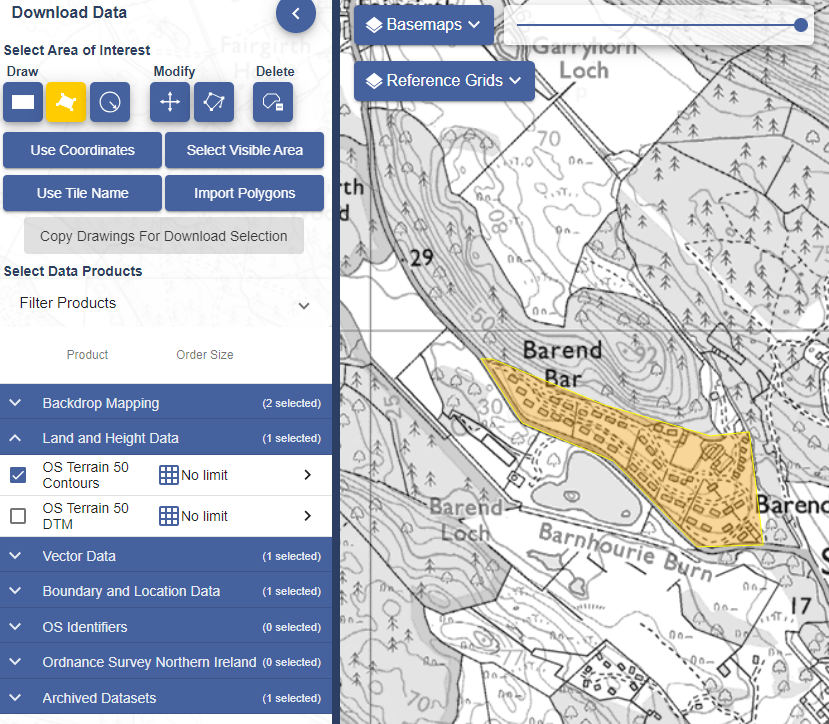 Download Data
Select Area of Interest
Draw
Modify
Delete
Use Coordinates
Select Visible Area
Use Tile Name
Import Polygons
Copy Drawings For Download Selection
Select Data Products
Filter Products
Product
Order Size
Backdrop Mapping
(2 selected)
Land and Height Data
(1 selected)
OS Terrain 50
Contours
No limit
OS Terrain 50
DTM
No limit
Vector Data
(1 selected)
Boundary and Location Data
(1 selected)
OS Identifiers
(0 selected)
Ordnance Survey Northern Ireland
(0 selected)
Archived Datasets
(1 selected)
Fairgirth
Basemaps
Reference Grids
Garryhorn
Loch
70
80
29
50
Barend
Bar
92
25
30
Barend
Loch
Barnhourie Burn
17
70